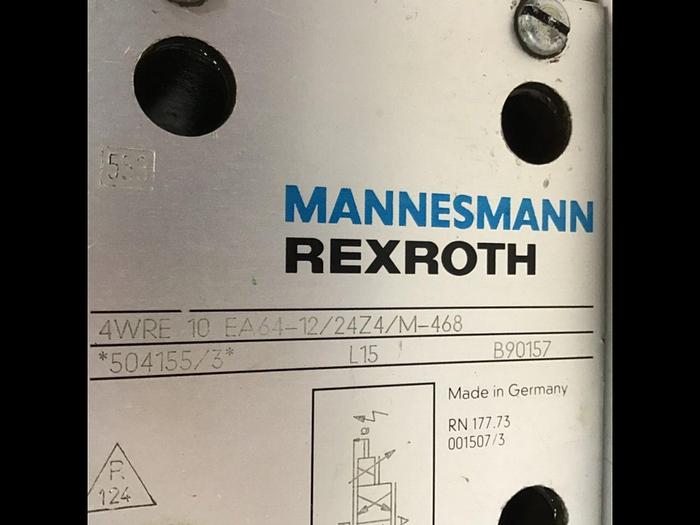 MANNESMANN
REXROTH
4WRE 10 EA64-12/24Z4/M-468
*504155/3* L15 B90157
Made in Germany
RN 177.73
001507/3
R
124